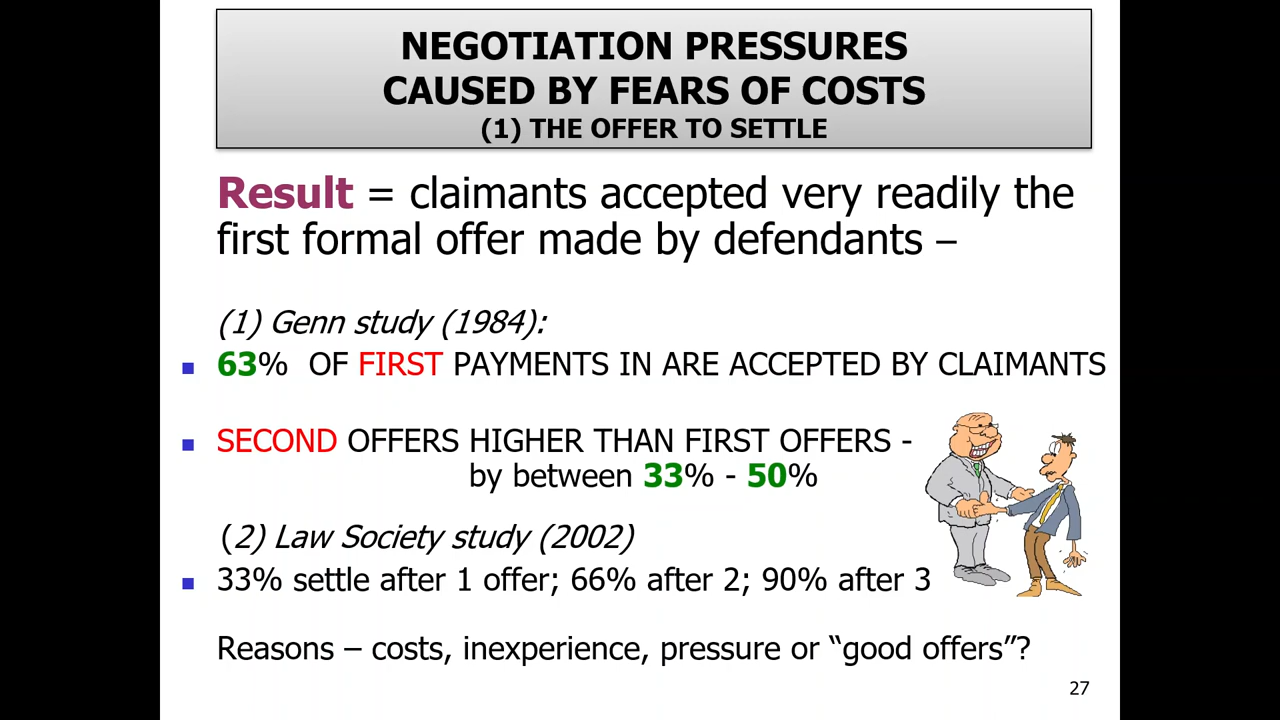 NEGOTIATION PRESSURES
CAUSED BY FEARS OF COSTS
(1) THE OFFER TO SETTLE
Result = claimants accepted very readily the
first formal offer made by defendants –
(1) Genn study (1984):
63% OF FIRST PAYMENTS IN ARE ACCEPTED BY CLAIMANTS
SECOND OFFERS HIGHER THAN FIRST OFFERS -
by between 33% - 50%
(2) Law Society study (2002)
33% settle after 1 offer; 66% after 2; 90% after 3
Reasons – costs, inexperience, pressure or “good offers”?
27